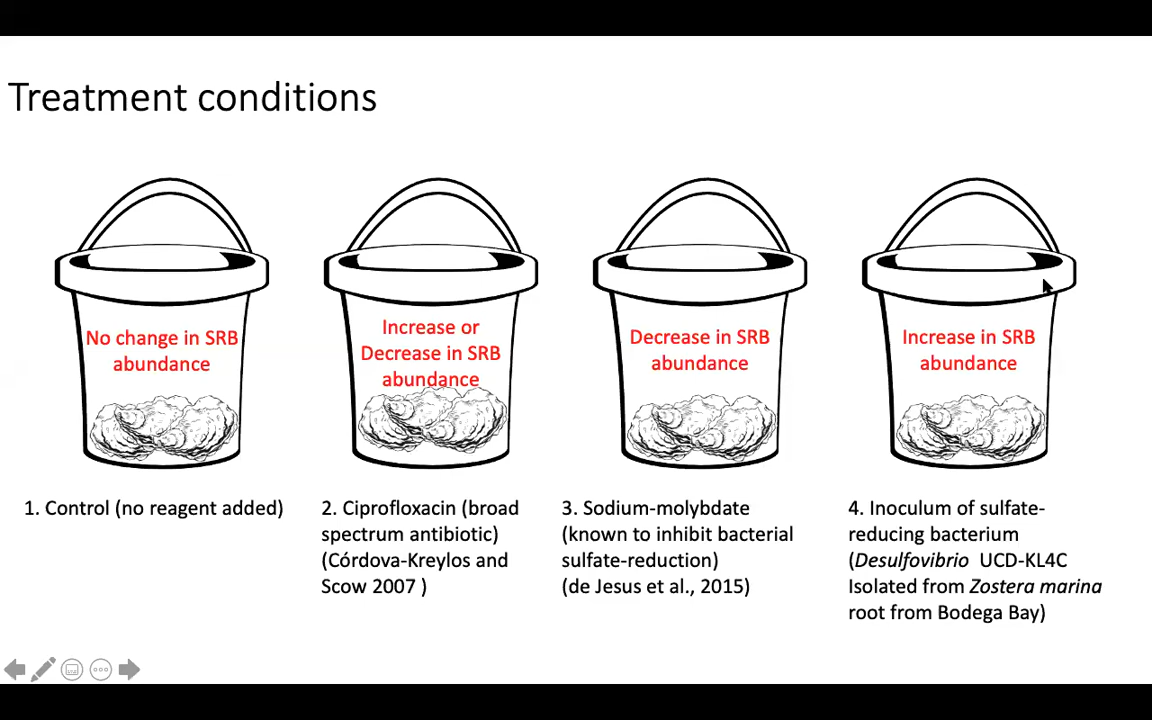 Treatment conditions
No change in SRB
abundance
Increase or
Decrease in SRB
abundance
Decrease in SRB
abundance
Increase in SRB
abundance
1. Control (no reagent added)
2. Ciprofloxacin (broad
spectrum antibiotic)
(Córdova-Kreylos and
Scow 2007 )
3. Sodium-molybdate
(known to inhibit bacterial
sulfate-reduction)
(de Jesus et al., 2015)
4. Inoculum of sulfate-
reducing bacterium
(Desulfovibrio UCD-KL4C
Isolated from Zostera marina
root from Bodega Bay)